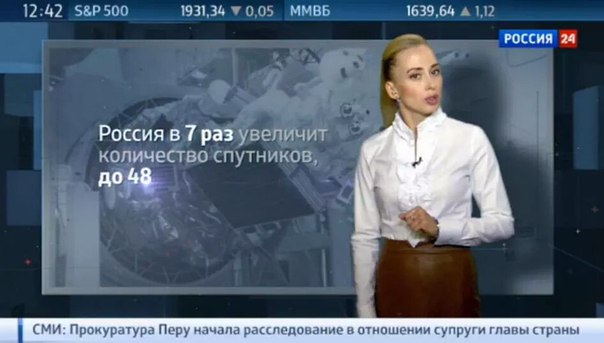 12:42 S&P 500 1931,34 ▼ 0,05 ММВБ 1639,64 ▲ 1,12
РОССИЯ 24
Россия в 7 раз увеличит
количество спутников,
до 48
СМИ: Прокуратура Перу начала расследование в отношении супруги главы страны